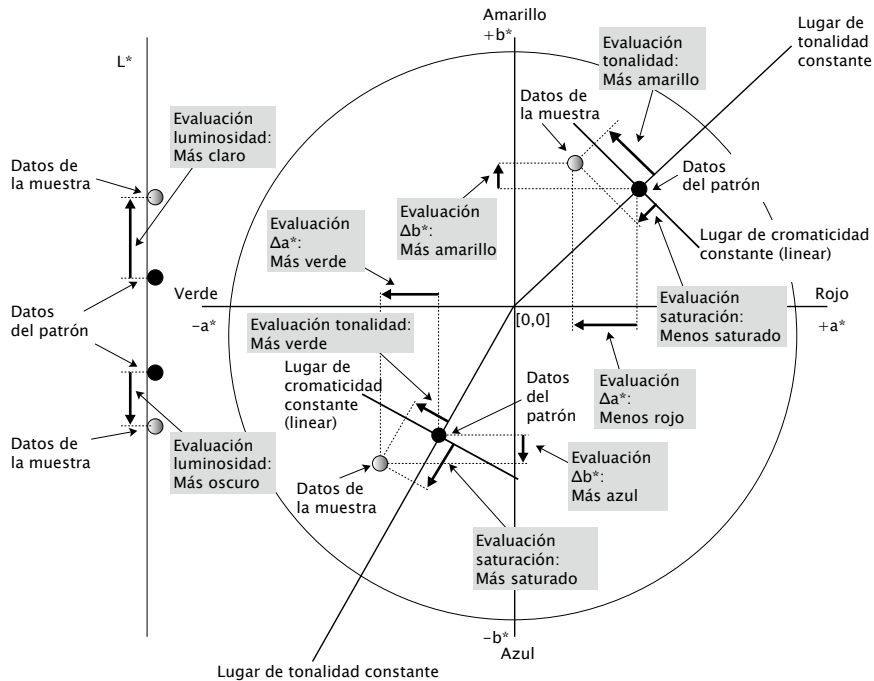 L*
Evaluación
luminosidad:
Más claro
Datos de
la muestra
Datos
del patrón
Datos de
la muestra
Evaluación
luminosidad:
Más oscuro
Amarillo
+b*
Lugar de
tonalidad
constante
Evaluación
tonalidad:
Más amarillo
Datos de
la muestra
Datos
del patrón
Evaluación
Δb*:
Más amarillo
Evaluación
Δa*:
Más verde
Lugar de cromaticidad
constante (linear)
Verde
-a*
[0,0]
Rojo
+a*
Evaluación
saturación:
Menos saturado
Evaluación tonalidad:
Más verde
Lugar de
cromaticidad
constante
(linear)
Datos
del
patrón
Evaluación
Δa*:
Menos rojo
Evaluación
Δb*:
Más azul
Datos de
la muestra
Evaluación
saturación:
Más saturado
-b*
Azul
Lugar de tonalidad constante